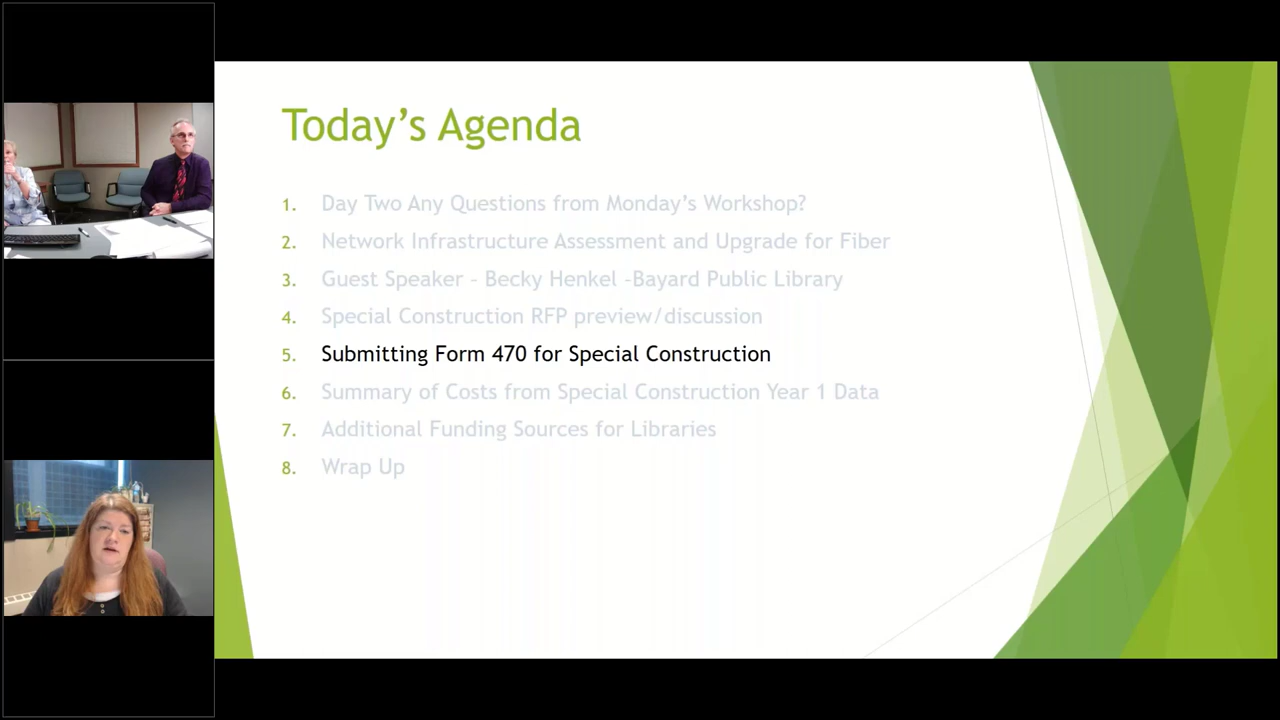 Today's Agenda
1. Day Two Any Questions from Monday's Workshop?
2. Network Infrastructure Assessment and Upgrade for Fiber
3. Guest Speaker - Becky Henkel -Bayard Public Library
4. Special Construction RFP preview/discussion
5. Submitting Form 470 for Special Construction
6. Summary of Costs from Special Construction Year 1 Data
7. Additional Funding Sources for Libraries
8. Wrap Up